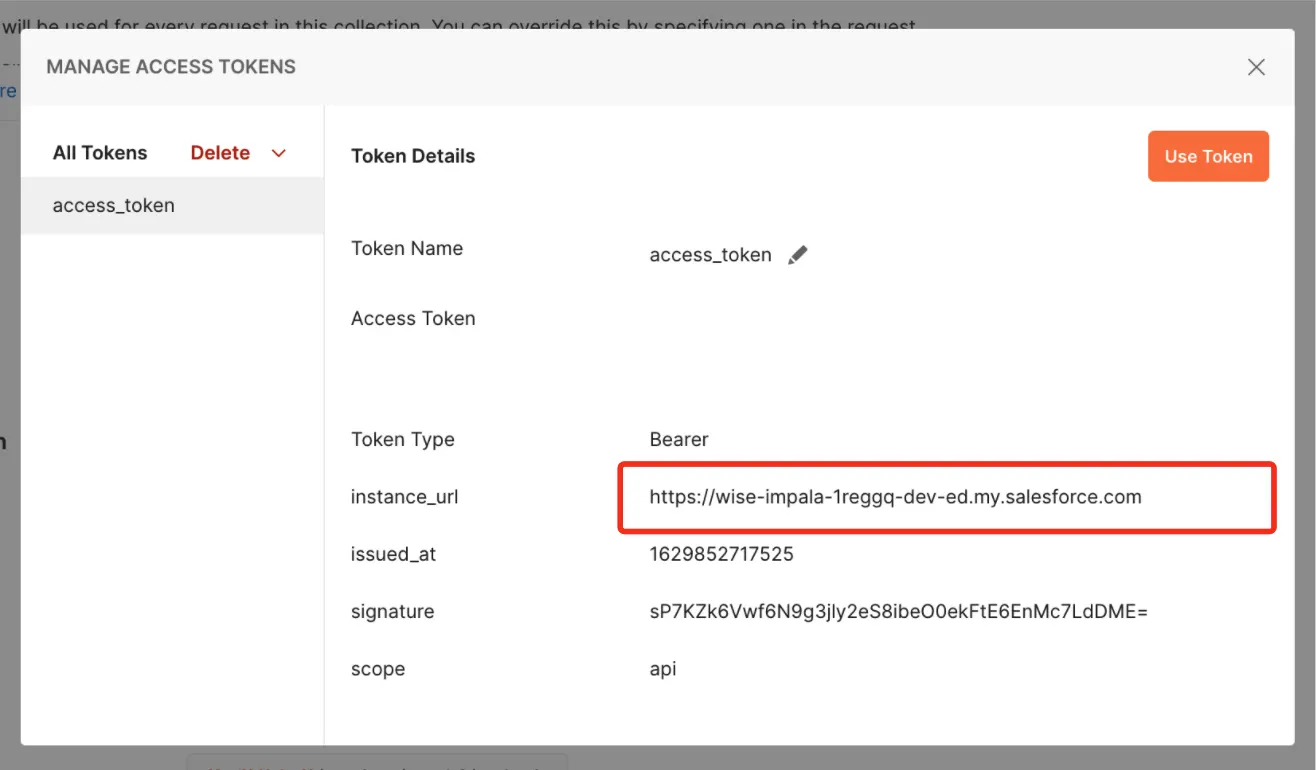 will be used for every request in this collection. You can override this by specifying one in the request.
MANAGE ACCESS TOKENS
re
All Tokens Delete
Token Details
Use Token
access_token
Token Name access_token
Access Token
Token Type Bearer
instance_url https://wise-impala-1reggq-dev-ed.my.salesforce.com
issued_at 1629852717525
signature sP7KZk6Vwf6N9g3jly2eS8ibeO0ekFtE6EnMc7LdDME=
scope api